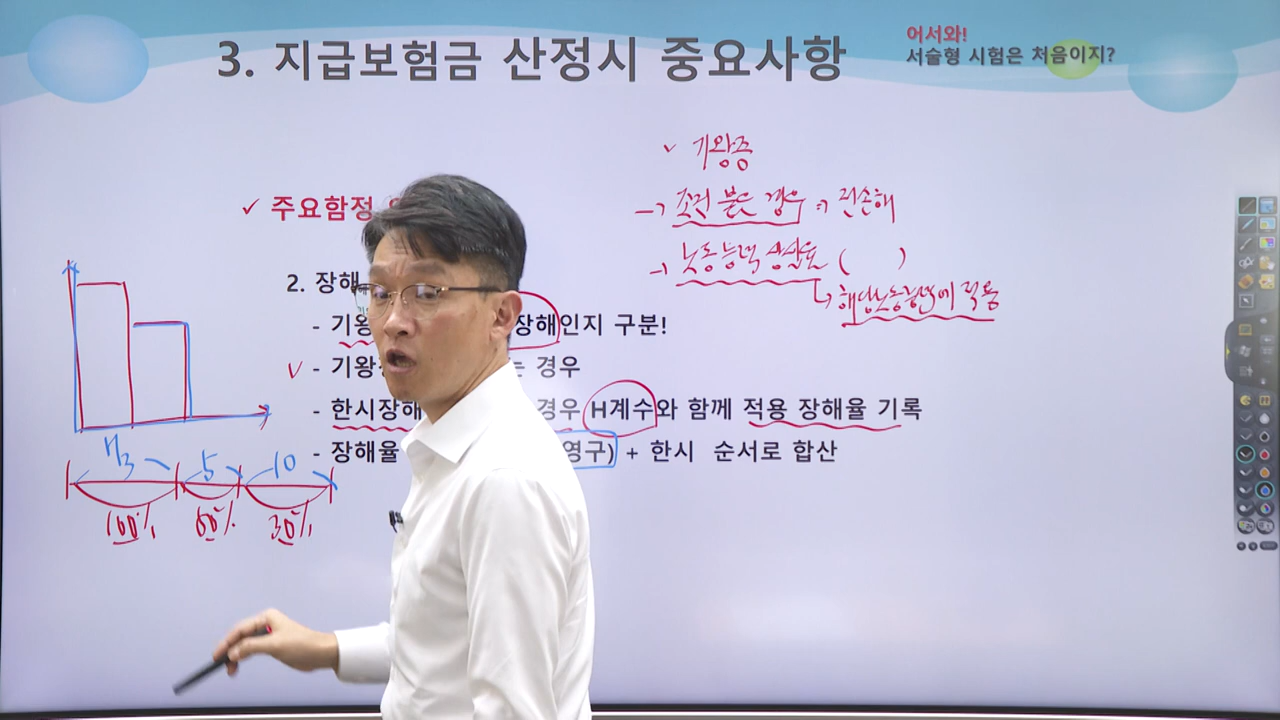 3. 지급보험금 산정시 중요사항
어서와!
서술형 시험은 처음이지?
✓ 기왕증
→ 조건 붙은 경우 ⇒ 전손해
→ 노동능력상실률 ( )
↳ 해당노동능력에 적용
✓ 주요함정
2. 장해
- 기왕 장해인지 구분!
✓ - 기왕 는 경우
- 한시장해 경우 H계수와 함께 적용 장해율 기록
- 장해율 영구) + 한시 순서로 합산
5 10
100% 60% 30%